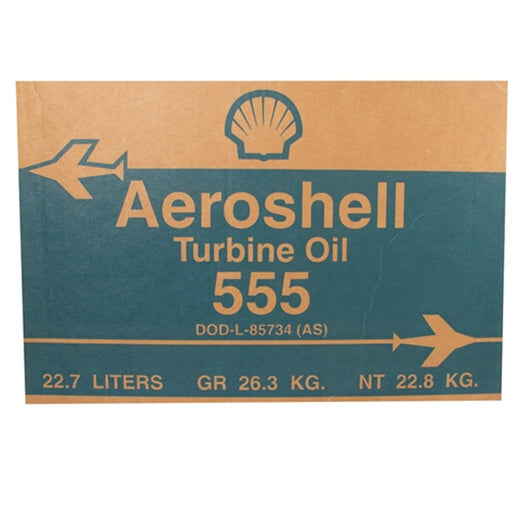 Aeroshell
Turbine Oil
555
DOD-L-85734 (AS)
22.7 LITERS GR 26.3 KG. NT 22.8 KG.